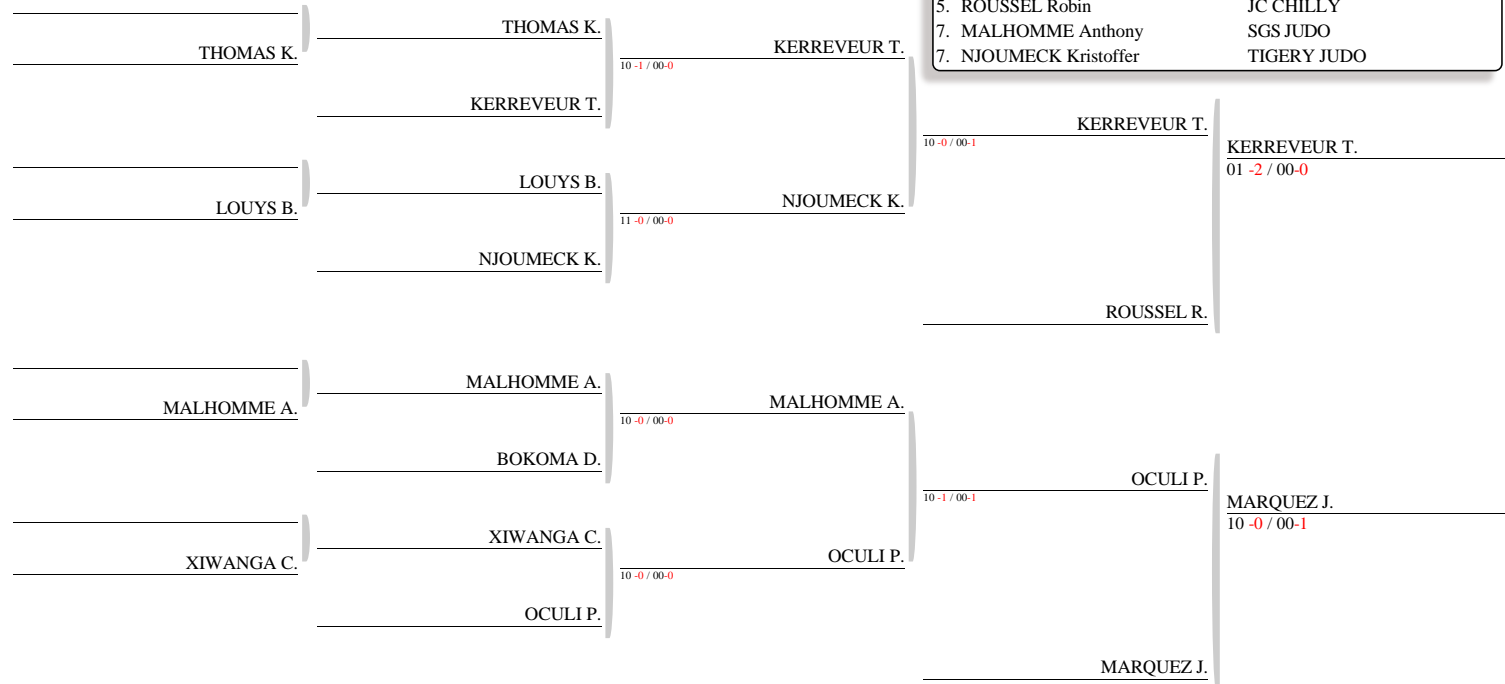 5. ROUSSEL Robin JC CHILLY
7. MALHOMME Anthony SGS JUDO
7. NJOUMECK Kristoffer TIGERY JUDO
THOMAS K.
LOUYS B.
MALHOMME A.
XIWANGA C.
THOMAS K.
KERREVEUR T.
LOUYS B.
NJOUMECK K.
MALHOMME A.
BOKOMA D.
XIWANGA C.
OCULI P.
KERREVEUR T.
10 -1 / 00-0
NJOUMECK K.
11 -0 / 00-0
MALHOMME A.
10 -0 / 00-0
OCULI P.
10 -0 / 00-0
KERREVEUR T.
10 -0 / 00-1
ROUSSEL R.
OCULI P.
10 -1 / 00-1
MARQUEZ J.
KERREVEUR T.
01 -2 / 00-0
MARQUEZ J.
10 -0 / 00-1